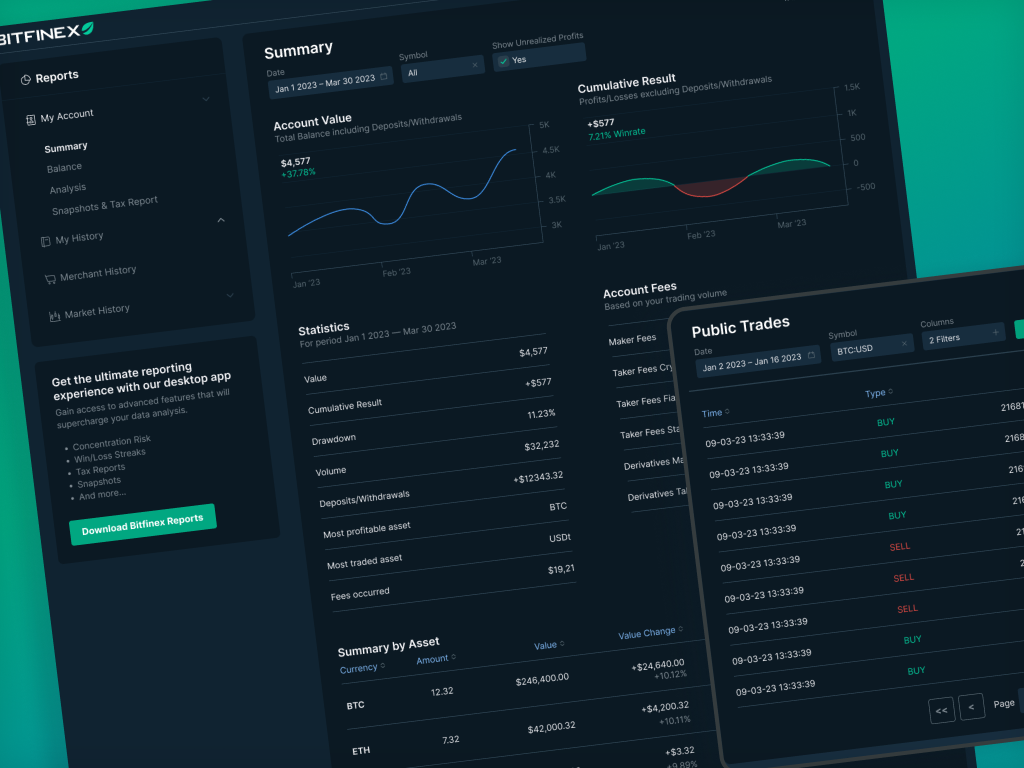 BITFINEX
Reports
My Account
Summary
Balance
Analysis
Snapshots & Tax Report
My History
Merchant History
Market History
Get the ultimate reporting
experience with our desktop app
Gain access to advanced features that will
supercharge your data analysis.
• Concentration Risk
• Win/Loss Streaks
• Tax Reports
• Snapshots
• And more...
Download Bitfinex Reports
Summary
Date
Jan 1 2023 – Mar 30 2023
Symbol
All
Show Unrealized Profits
Yes
Account Value
Total Balance including Deposits/Withdrawals
$4,577
+37.78%
5K
4.5K
4K
3.5K
3K
Jan '23
Feb '23
Mar '23
Cumulative Result
Profits/Losses excluding Deposits/Withdrawals
+$577
7.21% Winrate
1.5K
1K
500
0
-500
Jan '23
Feb '23
Mar '23
Statistics
For period Jan 1 2023 — Mar 30 2023
Value $4,577
Cumulative Result +$577
Drawdown 11.23%
Volume $32,232
Deposits/Withdrawals +$12343.32
Most profitable asset BTC
Most traded asset USDt
Fees occurred $19,21
Account Fees
Based on your trading volume
Maker Fees
Taker Fees
Taker Fees
Taker Fees
Derivatives
Derivatives
Summary by Asset
Currency Amount Value Value Change
BTC 12.32 $246,400.00 +$24,640.00
+10.12%
ETH 7.32 $42,000.32 +$4,200.32
+10.11%
+$3.32
+9.89%
Public Trades
Date
Jan 2 2023 – Jan 16 2023
Symbol
BTC:USD
Columns
2 Filters
Time Type
09-03-23 13:33:39 BUY
09-03-23 13:33:39 BUY
09-03-23 13:33:39 BUY
09-03-23 13:33:39 BUY
09-03-23 13:33:39 SELL
09-03-23 13:33:39 SELL
09-03-23 13:33:39 SELL
09-03-23 13:33:39 BUY
09-03-23 13:33:39 BUY
<< < Page